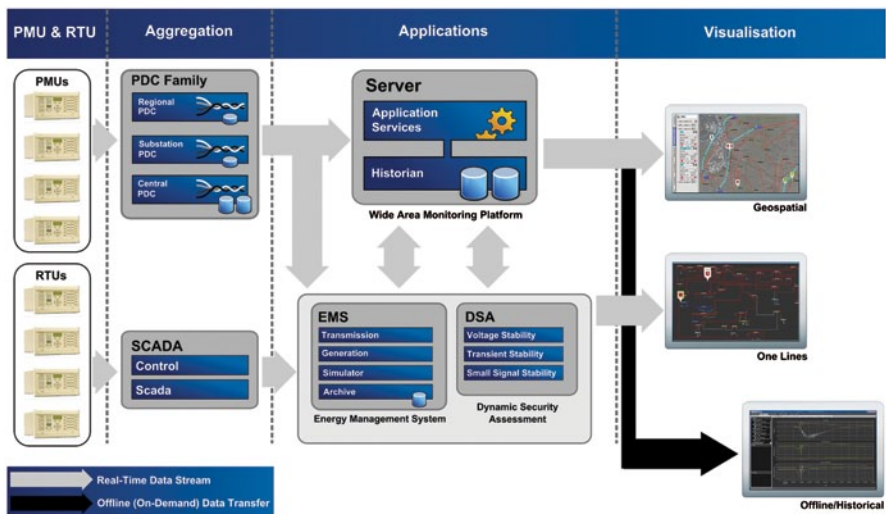 PMU & RTU
Aggregation
Applications
Visualisation
PMUs
PDC Family
Regional
PDC
Substation
PDC
Central
PDC
Server
Application
Services
Historian
Wide Area Monitoring Platform
Geospatial
RTUs
SCADA
Control
Scada
EMS
Transmission
Generation
Simulator
Archive
Energy Management System
DSA
Voltage Stability
Transient Stability
Small Signal Stability
Dynamic Security
Assessment
One Lines
Real-Time Data Stream
Offline (On-Demand) Data Transfer
Offline/Historical